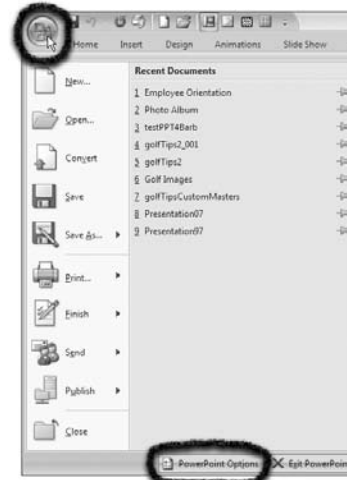 Home Insert Design Animations Slide Show
New...
Open...
Convert
Save
Save As...
Print...
Finish
Send
Publish
Close
Recent Documents
1 Employee Orientation
2 Photo Album
3 testPPT4Barb
4 golfTips2_001
5 golfTips2
6 Golf Images
7 golfTipsCustomMasters
8 Presentation07
9 Presentation97
PowerPoint Options Exit PowerPoin